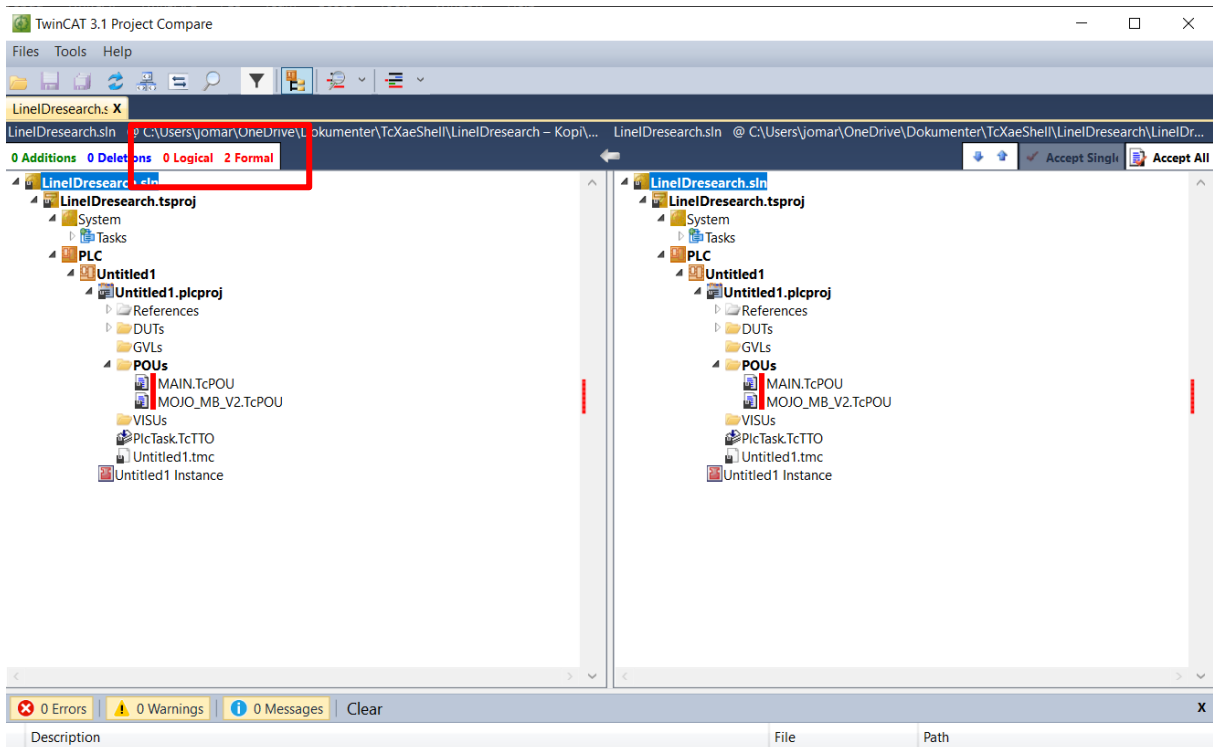 TwinCAT 3.1 Project Compare
Files Tools Help
LineIDresearch.s X
LineIDresearch.sln @ C:\Users\jomar\OneDrive\Dokumenter\TcXaeShell\LineIDresearch – Kopi\... LineIDresearch.sln @ C:\Users\jomar\OneDrive\Dokumenter\TcXaeShell\LineIDresearch\LineIDr...
0 Additions 0 Deletions 0 Logical 2 Formal Accept Single Accept All
LineIDresearch.sln LineIDresearch.sln
LineIDresearch.tsproj LineIDresearch.tsproj
System System
Tasks Tasks
PLC PLC
Untitled1 Untitled1
Untitled1.plcproj Untitled1.plcproj
References References
DUTs DUTs
GVLs GVLs
POUs POUs
MAIN.TcPOU MAIN.TcPOU
MOJO_MB_V2.TcPOU MOJO_MB_V2.TcPOU
VISUs VISUs
PlcTask.TcTTO PlcTask.TcTTO
Untitled1.tmc Untitled1.tmc
Untitled1 Instance Untitled1 Instance
0 Errors 0 Warnings 0 Messages Clear X
Description File Path